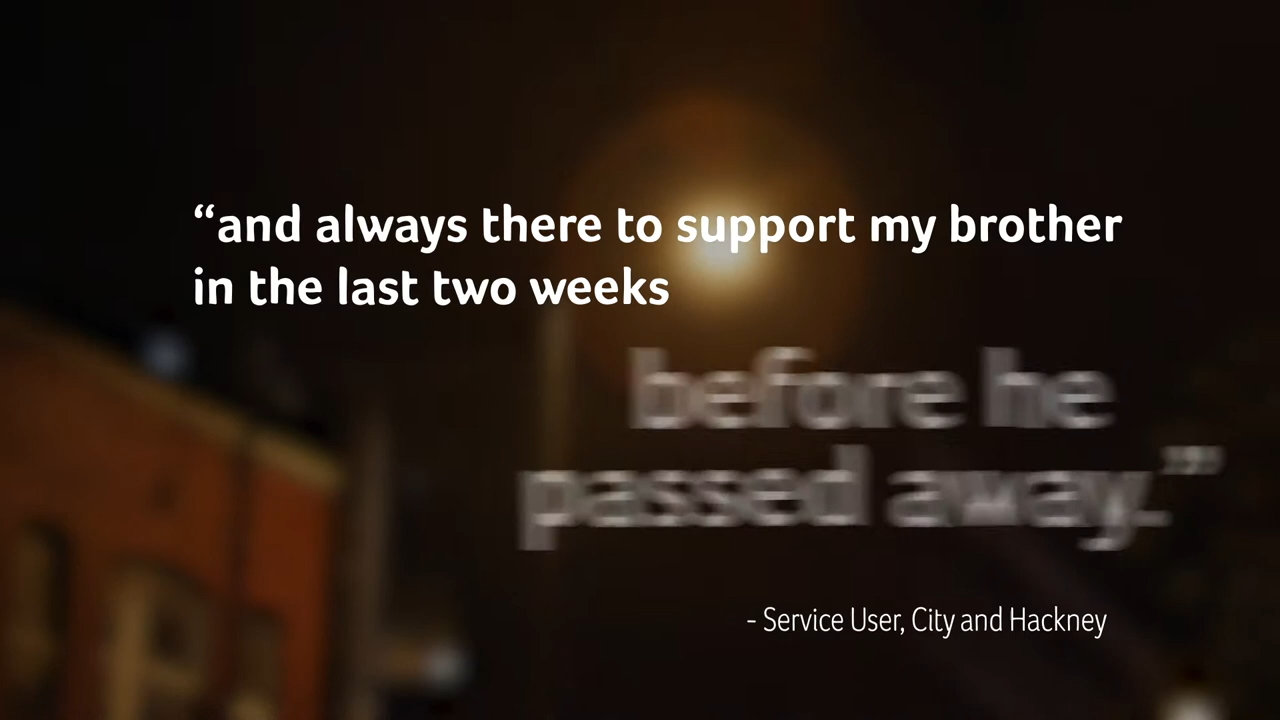 “and always there to support my brother
in the last two weeks
before he
passed away.”
- Service User, City and Hackney